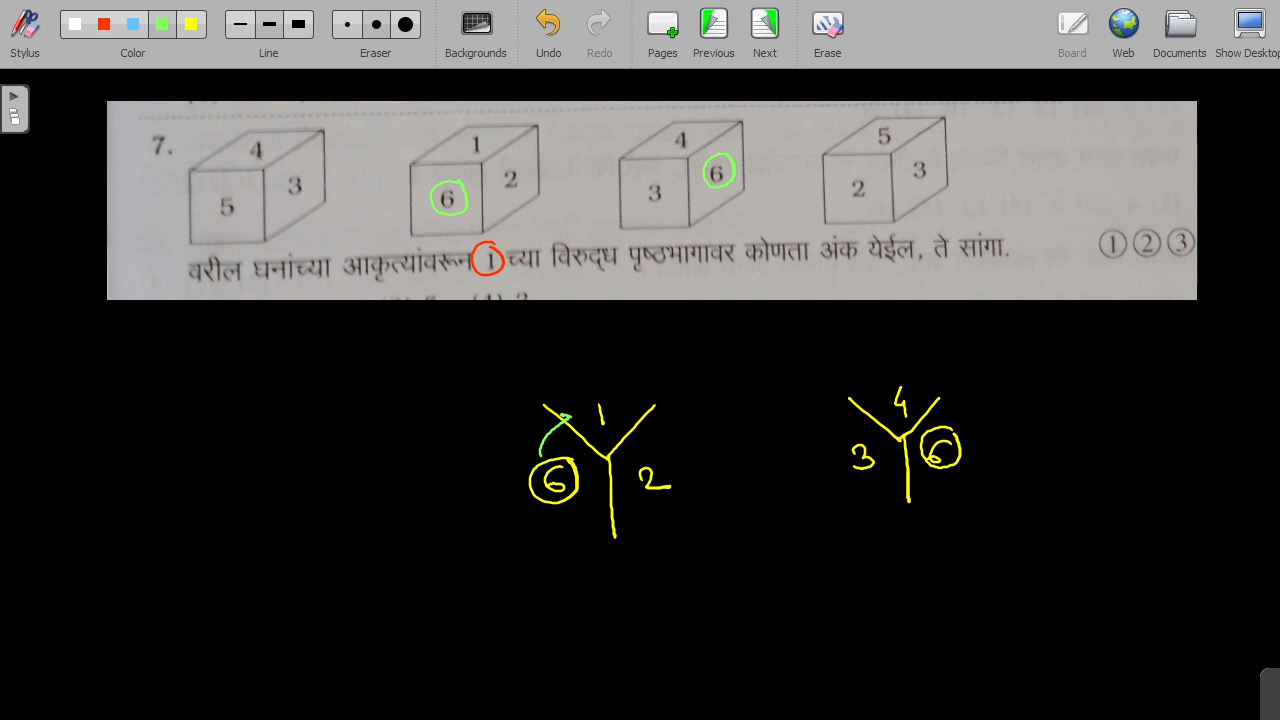 Stylus Color Line Eraser Backgrounds Undo Redo Pages Previous Next Erase Board Web Documents Show Desktop
7.
4 5 3
1 6 2
4 3 6
5 2 3
वरील घनांच्या आकृत्यांवरून 1 च्या विरुद्ध पृष्ठभागावर कोणता अंक येईल, ते सांगा. ① ② ③
1 4
6 2 3 6